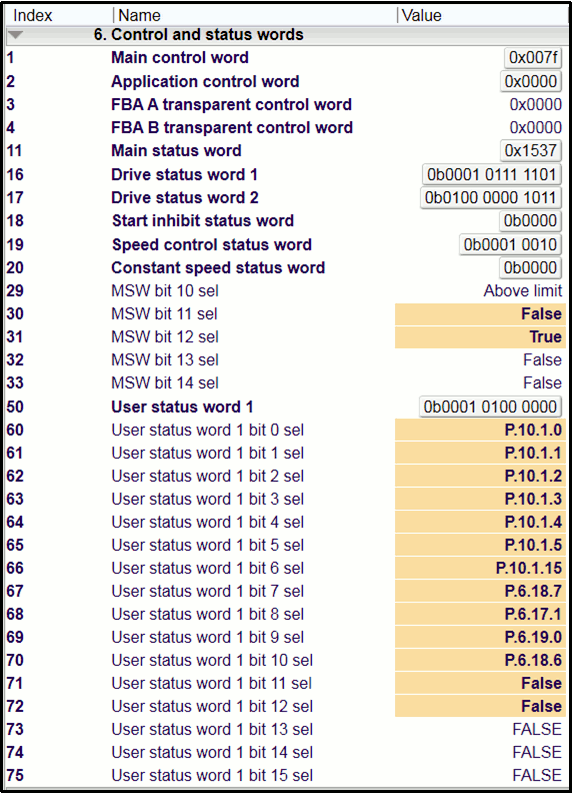 Index Name Value
6. Control and status words
1 Main control word 0x007f
2 Application control word 0x0000
3 FBA A transparent control word 0x0000
4 FBA B transparent control word 0x0000
11 Main status word 0x1537
16 Drive status word 1 0b0001 0111 1101
17 Drive status word 2 0b0100 0000 1011
18 Start inhibit status word 0b0000
19 Speed control status word 0b0001 0010
20 Constant speed status word 0b0000
29 MSW bit 10 sel Above limit
30 MSW bit 11 sel False
31 MSW bit 12 sel True
32 MSW bit 13 sel False
33 MSW bit 14 sel False
50 User status word 1 0b0001 0100 0000
60 User status word 1 bit 0 sel P.10.1.0
61 User status word 1 bit 1 sel P.10.1.1
62 User status word 1 bit 2 sel P.10.1.2
63 User status word 1 bit 3 sel P.10.1.3
64 User status word 1 bit 4 sel P.10.1.4
65 User status word 1 bit 5 sel P.10.1.5
66 User status word 1 bit 6 sel P.10.1.15
67 User status word 1 bit 7 sel P.6.18.7
68 User status word 1 bit 8 sel P.6.17.1
69 User status word 1 bit 9 sel P.6.19.0
70 User status word 1 bit 10 sel P.6.18.6
71 User status word 1 bit 11 sel False
72 User status word 1 bit 12 sel False
73 User status word 1 bit 13 sel FALSE
74 User status word 1 bit 14 sel FALSE
75 User status word 1 bit 15 sel FALSE